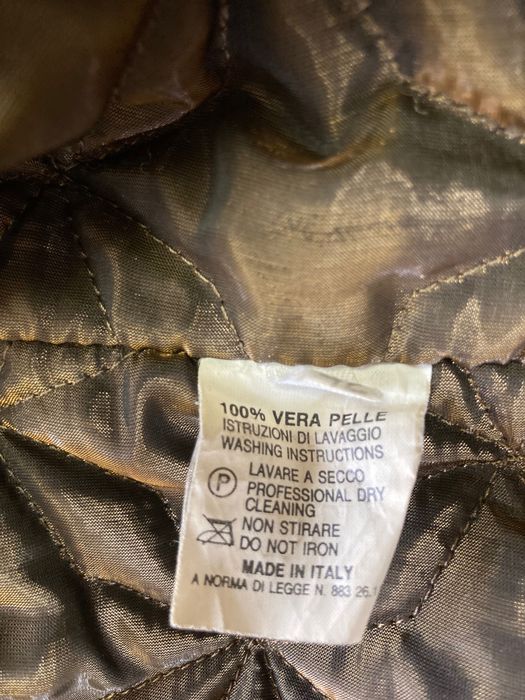 100% VERA PELLE
ISTRUZIONI DI LAVAGGIO
WASHING INSTRUCTIONS
P LAVARE A SECCO
PROFESSIONAL DRY
CLEANING
NON STIRARE
DO NOT IRON
MADE IN ITALY
A NORMA DI LEGGE N. 883 26.